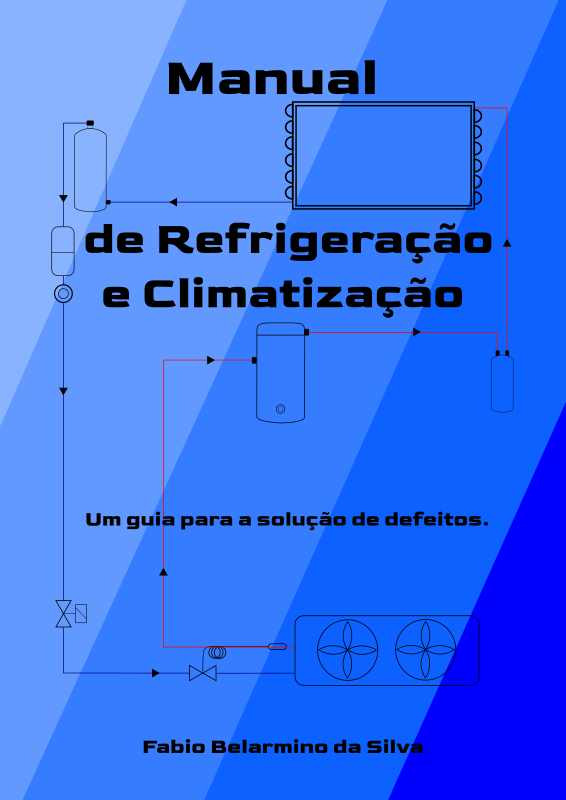 Manual
de Refrigeração
e Climatização
Um guia para a solução de defeitos.
Fabio Belarmino da Silva